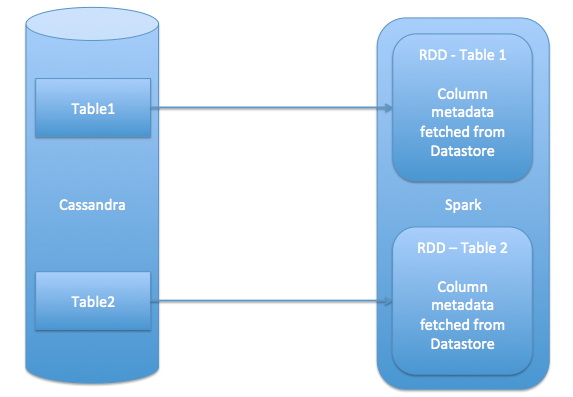 Table1
Cassandra
Table2
RDD - Table 1
Column
metadata
fetched from
Datastore
Spark
RDD – Table 2
Column
metadata
fetched from
Datastore